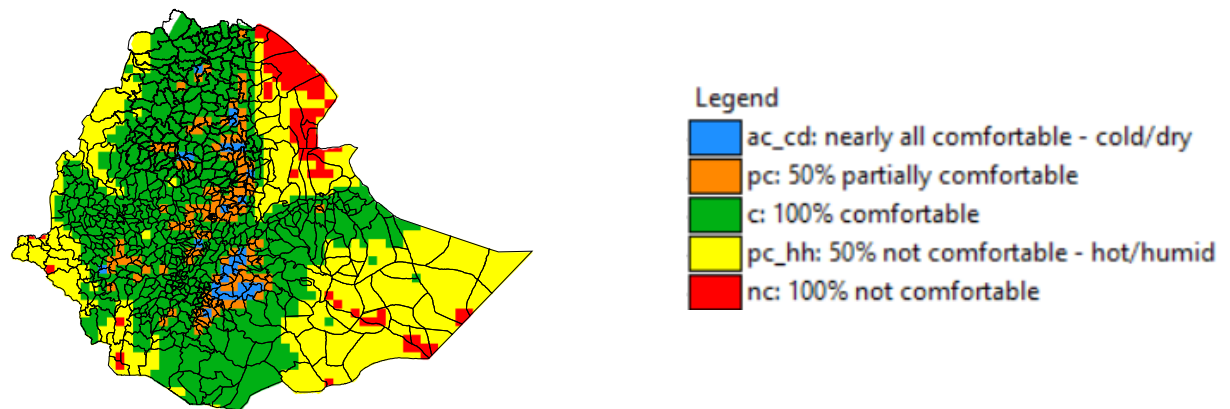 Legend
ac_cd: nearly all comfortable - cold/dry
pc: 50% partially comfortable
c: 100% comfortable
pc_hh: 50% not comfortable - hot/humid
nc: 100% not comfortable